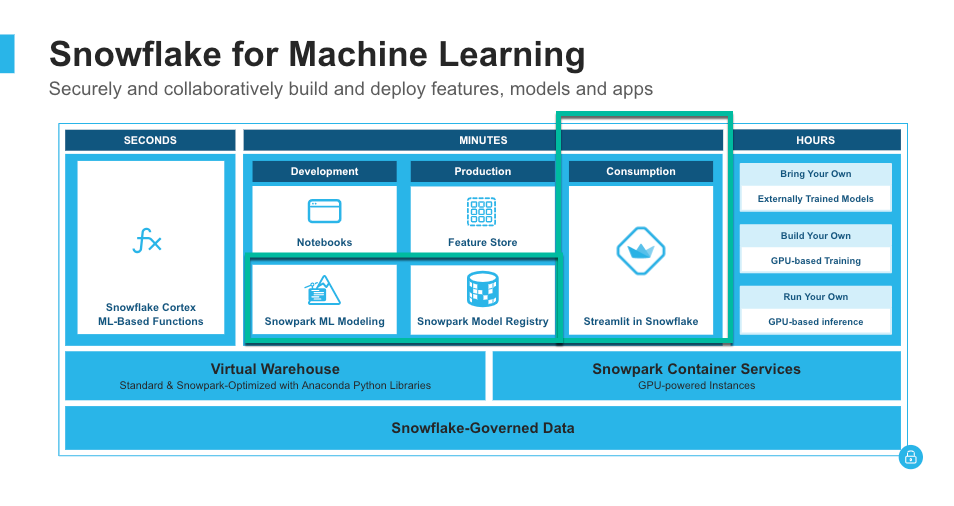 Snowflake for Machine Learning
Securely and collaboratively build and deploy features, models and apps
SECONDS
MINUTES
HOURS
Development
Production
Consumption
Bring Your Own
Externally Trained Models
Notebooks
Feature Store
Build Your Own
GPU-based Training
Snowflake Cortex
ML-Based Functions
Snowpark ML Modeling
Snowpark Model Registry
Streamlit in Snowflake
Run Your Own
GPU-based inference
Virtual Warehouse
Standard & Snowpark-Optimized with Anaconda Python Libraries
Snowpark Container Services
GPU-powered Instances
Snowflake-Governed Data